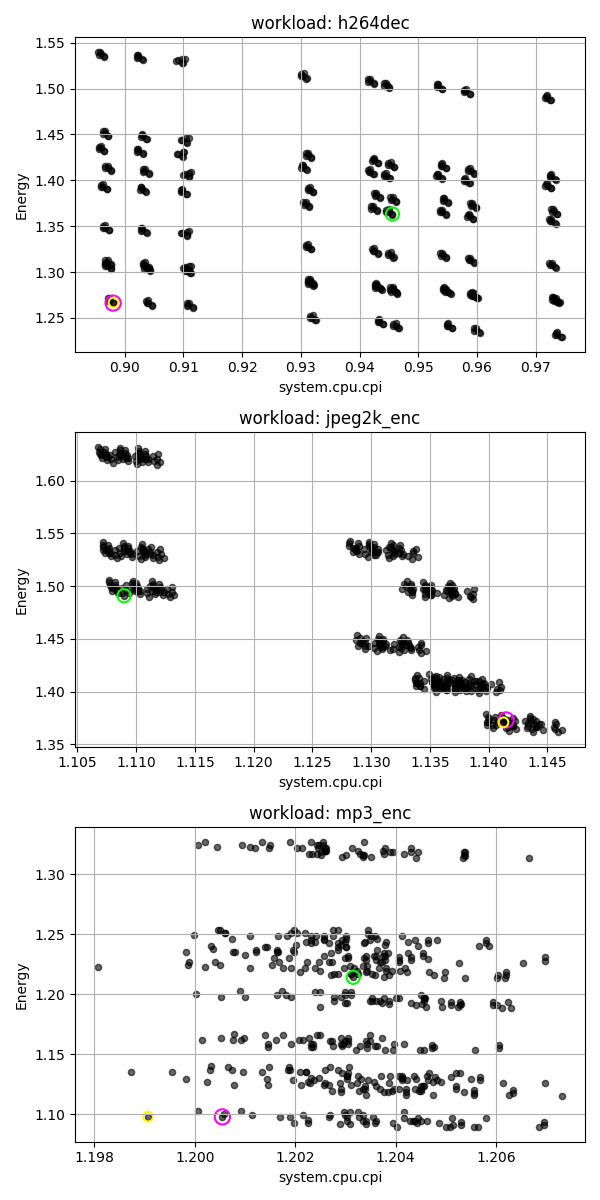 workload: h264dec
1.55
1.50
1.45
1.40
1.35
1.30
1.25
Energy
0.90 0.91 0.92 0.93 0.94 0.95 0.96 0.97
system.cpu.cpi
workload: jpeg2k_enc
1.60
1.55
1.50
1.45
1.40
1.35
Energy
1.105 1.110 1.115 1.120 1.125 1.130 1.135 1.140 1.145
system.cpu.cpi
workload: mp3_enc
1.30
1.25
1.20
1.15
1.10
Energy
1.198 1.200 1.202 1.204 1.206
system.cpu.cpi